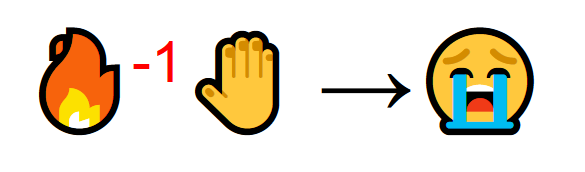 🔥-1 🤚 → 😭